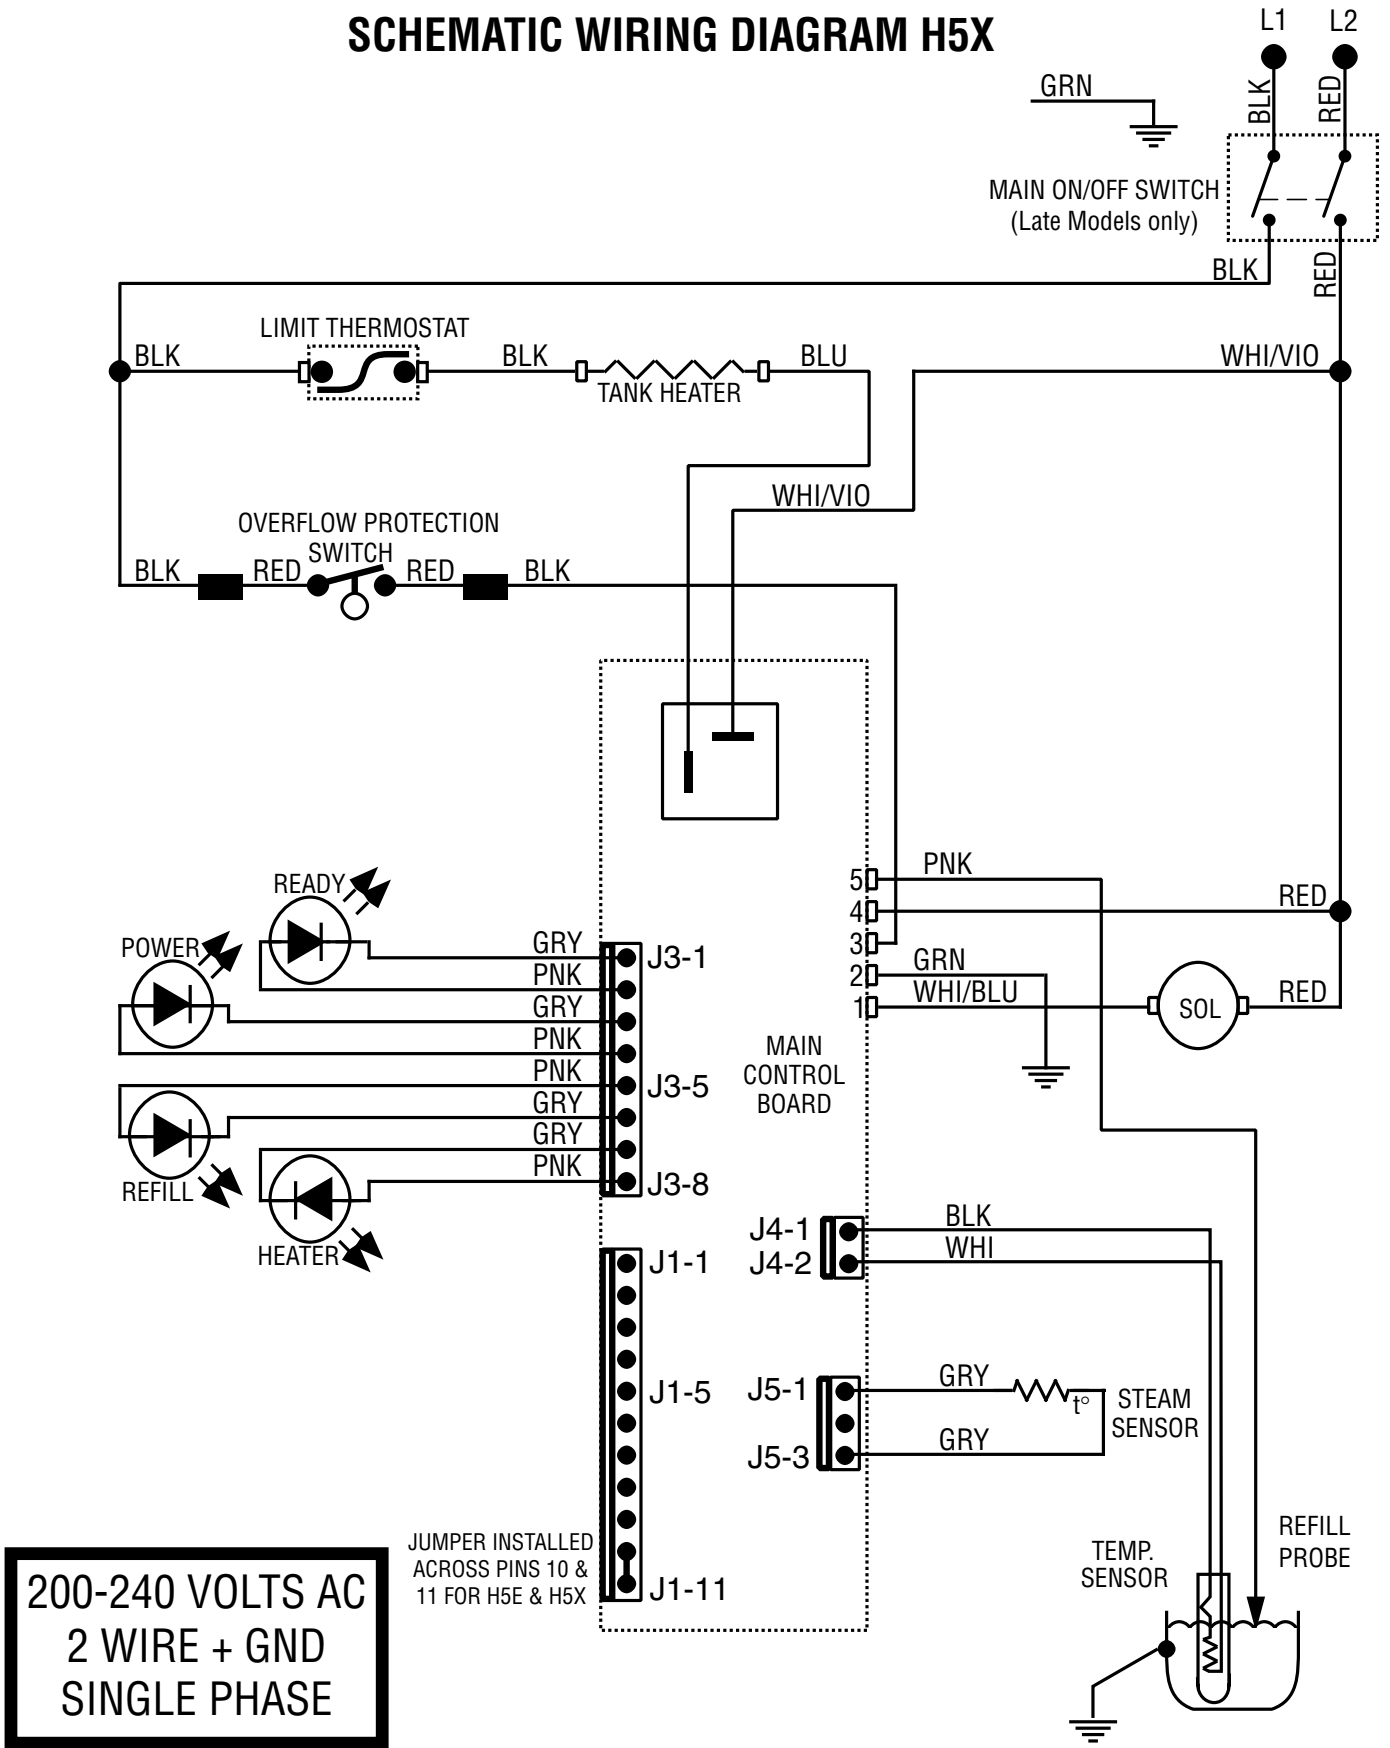 SCHEMATIC WIRING DIAGRAM H5X
L1 L2
GRN
BLK
RED
MAIN ON/OFF SWITCH
(Late Models only)
BLK
RED
LIMIT THERMOSTAT
BLK
BLK
BLU
WHI/VIO
TANK HEATER
WHI/VIO
OVERFLOW PROTECTION
SWITCH
BLK
RED
RED
BLK
READY
POWER
REFILL
HEATER
GRY
PNK
GRY
PNK
PNK
GRY
GRY
PNK
J3-1
J3-5
J3-8
5
4
3
2
1
PNK
RED
GRN
WHI/BLU
SOL
RED
MAIN
CONTROL
BOARD
J4-1
J4-2
BLK
WHI
J1-1
J1-5
J1-11
J5-1
J5-3
GRY
GRY
t°
STEAM
SENSOR
JUMPER INSTALLED
ACROSS PINS 10 &
11 FOR H5E & H5X
TEMP.
SENSOR
REFILL
PROBE
200-240 VOLTS AC
2 WIRE + GND
SINGLE PHASE